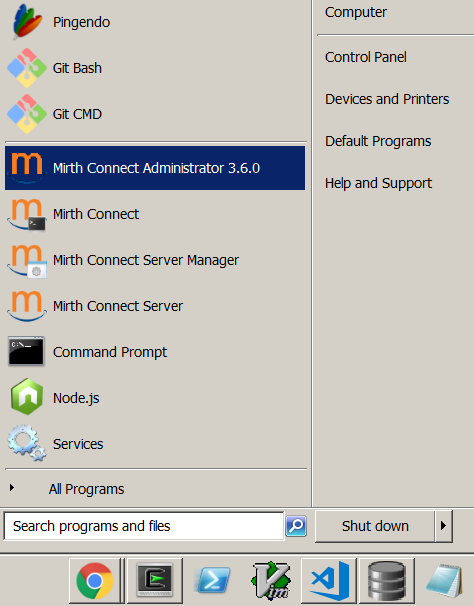 Pingendo
Git Bash
Git CMD
Mirth Connect Administrator 3.6.0
Mirth Connect
Mirth Connect Server Manager
Mirth Connect Server
Command Prompt
Node.js
Services
All Programs
Search programs and files
Computer
Control Panel
Devices and Printers
Default Programs
Help and Support
Shut down